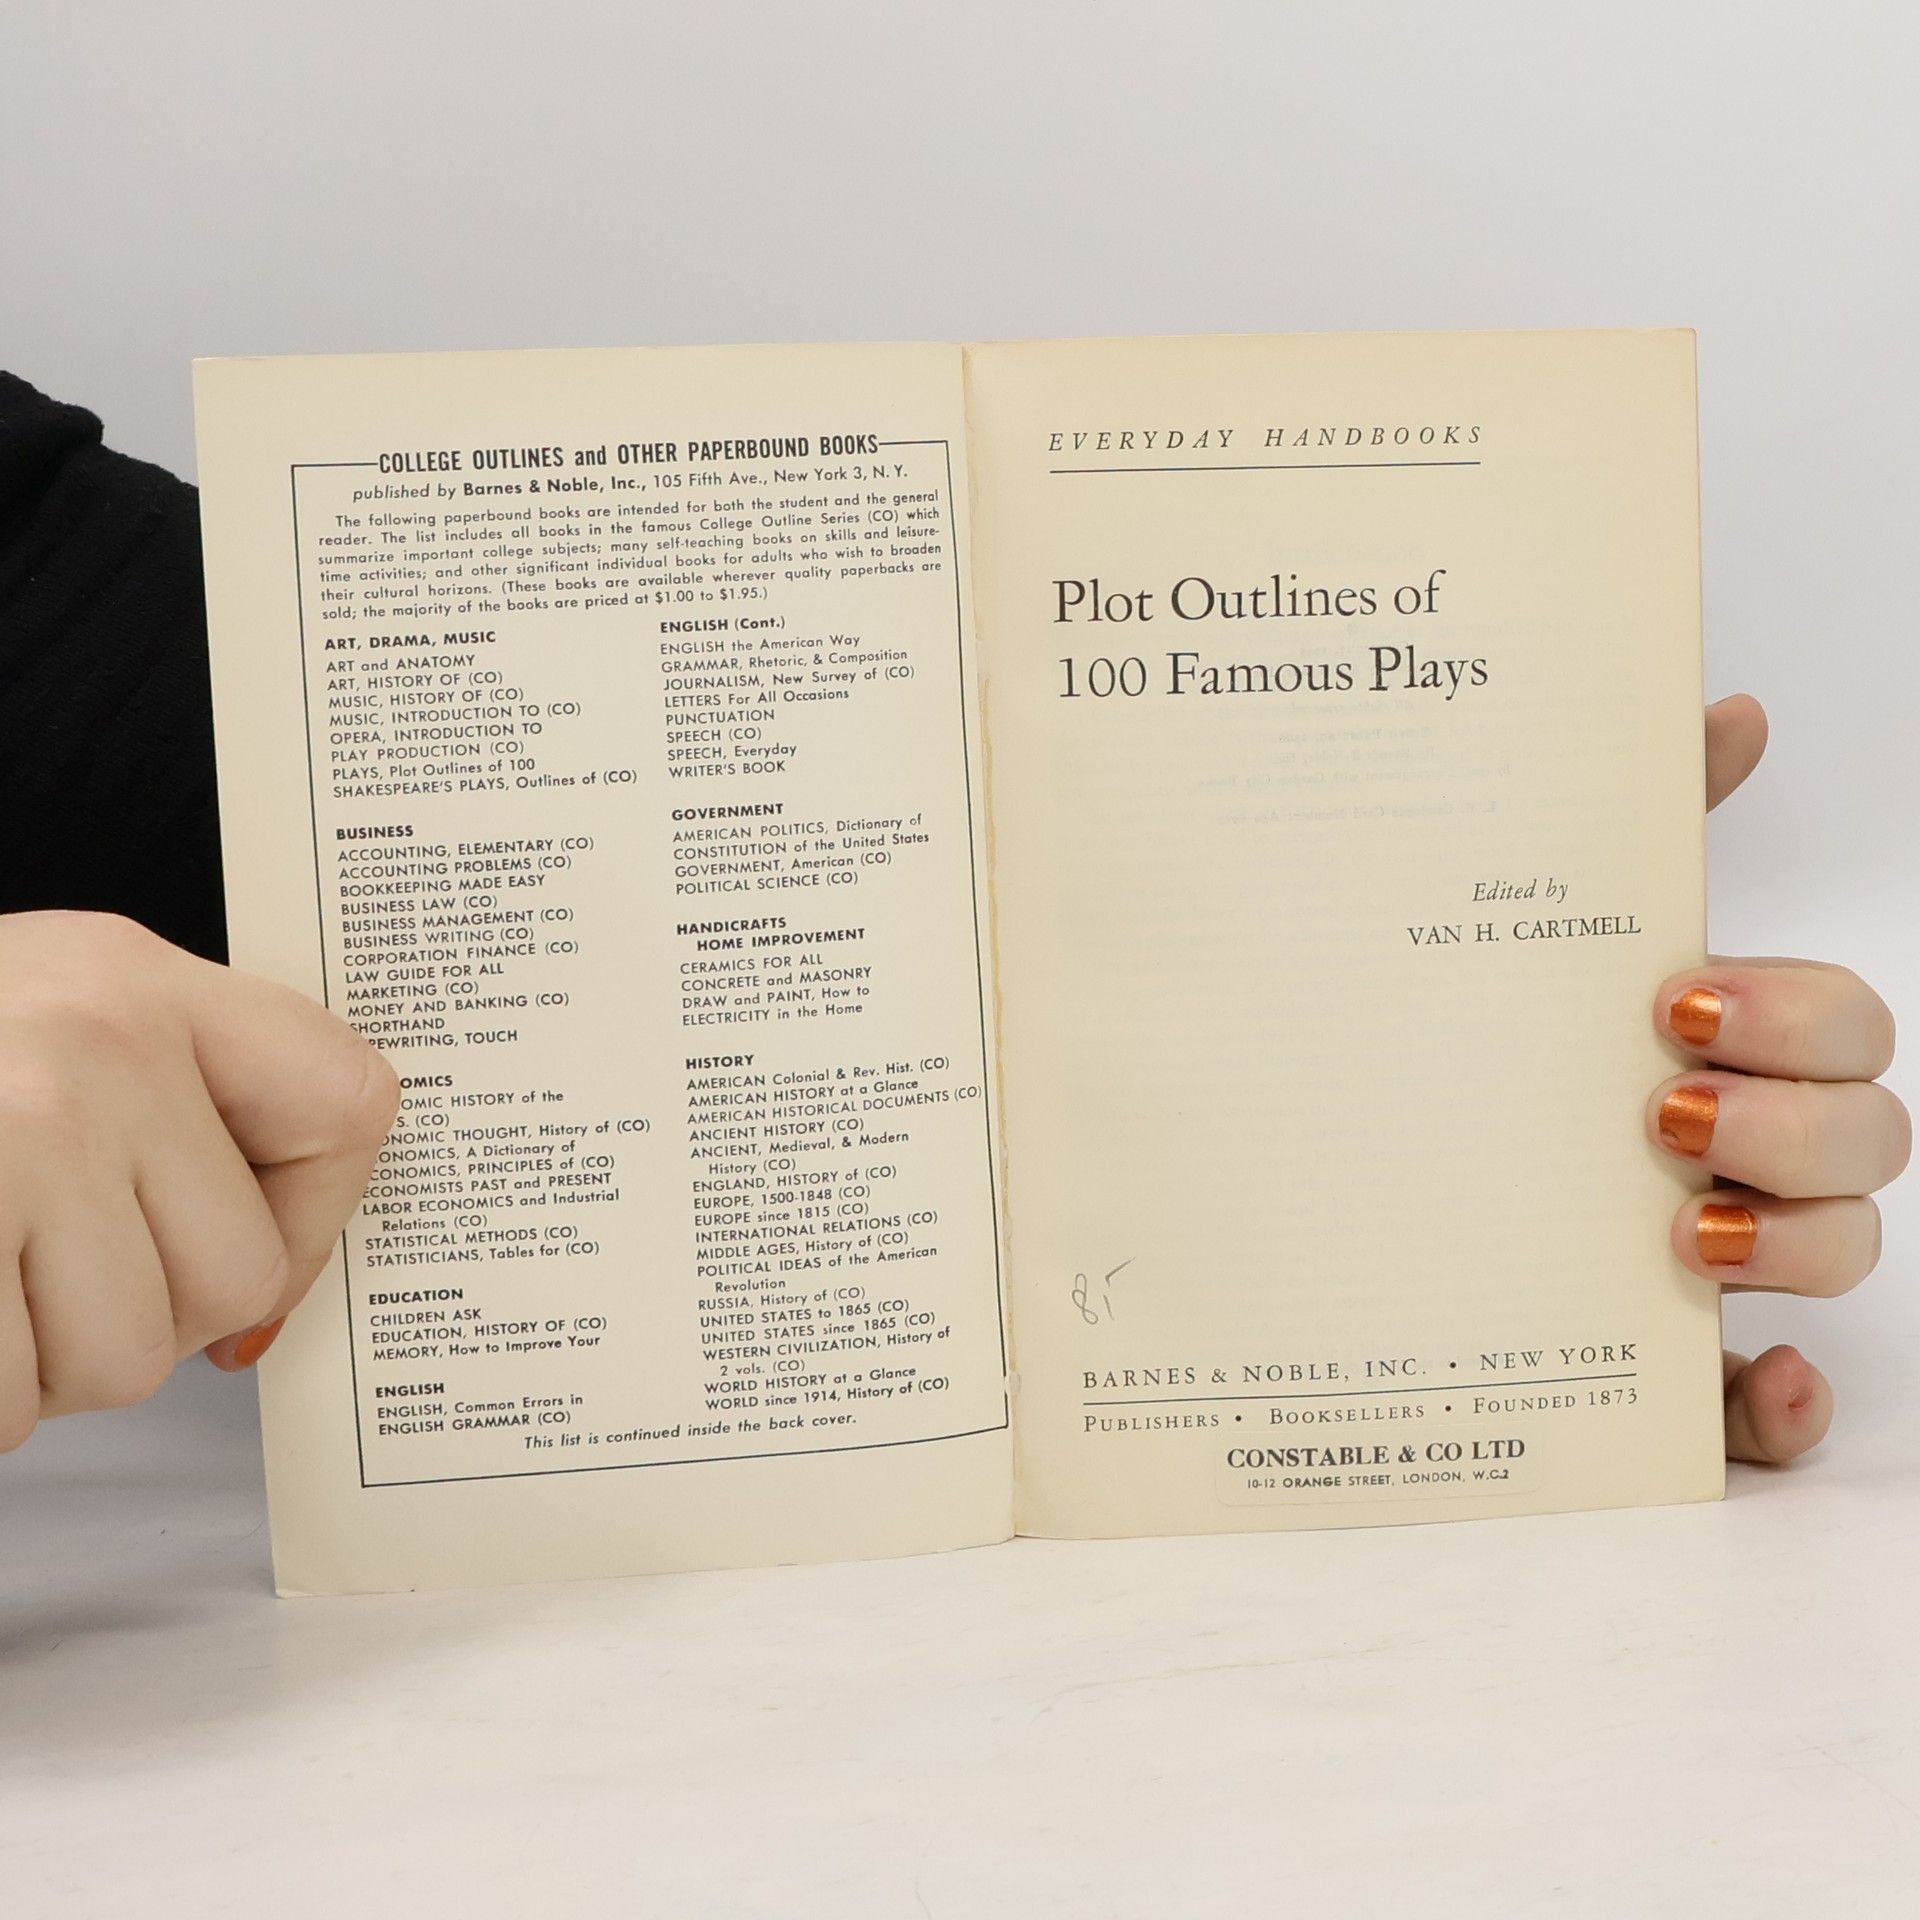 COLLEGE OUTLINES and OTHER PAPERBOUND BOOKS
published by Barnes & Noble, Inc., 105 Fifth Ave., New York 3, N. Y.
The following paperbound books are intended for both the student and the general
reader. The list includes all books in the famous College Outline Series (CO) which
summarize important college subjects; many self-teaching books on skills and leisure-
time activities; and other significant individual books for adults who wish to broaden
their cultural horizons. (These books are available wherever quality paperbacks are
sold; the majority of the books are priced at $1.00 to $1.95.)
ART, DRAMA, MUSIC
ART and ANATOMY
ART, HISTORY OF (CO)
MUSIC, HISTORY OF (CO)
MUSIC, INTRODUCTION TO (CO)
OPERA, INTRODUCTION TO
PLAY PRODUCTION (CO)
PLAYS, Plot Outlines of 100
SHAKESPEARE'S PLAYS, Outlines of (CO)
BUSINESS
ACCOUNTING, ELEMENTARY (CO)
ACCOUNTING PROBLEMS (CO)
BOOKKEEPING MADE EASY
BUSINESS LAW (CO)
BUSINESS MANAGEMENT (CO)
BUSINESS WRITING (CO)
CORPORATION FINANCE (CO)
LAW GUIDE FOR ALL
MARKETING (CO)
MONEY AND BANKING (CO)
SHORTHAND
PEWRITING, TOUCH
OMICS
OMIC HISTORY of the
S. (CO)
ONOMIC THOUGHT, History of (CO)
ONOMICS, A Dictionary of
CONOMICS, PRINCIPLES of (CO)
ECONOMISTS PAST and PRESENT
LABOR ECONOMICS and Industrial
Relations (CO)
STATISTICAL METHODS (CO)
STATISTICIANS, Tables for (CO)
EDUCATION
CHILDREN ASK
EDUCATION, HISTORY OF (CO)
MEMORY, How to Improve Your
ENGLISH
ENGLISH, Common Errors in
ENGLISH GRAMMAR (CO)
ENGLISH (Cont.)
ENGLISH the American Way
GRAMMAR, Rhetoric, & Composition
JOURNALISM, New Survey of (CO)
LETTERS For All Occasions
PUNCTUATION
SPEECH (CO)
SPEECH, Everyday
WRITER'S BOOK
GOVERNMENT
AMERICAN POLITICS, Dictionary of
CONSTITUTION of the United States
GOVERNMENT, American (CO)
POLITICAL SCIENCE (CO)
HANDICRAFTS
HOME IMPROVEMENT
CERAMICS FOR ALL
CONCRETE and MASONRY
DRAW and PAINT, How to
ELECTRICITY in the Home
HISTORY
AMERICAN Colonial & Rev. Hist. (CO)
AMERICAN HISTORY at a Glance
AMERICAN HISTORICAL DOCUMENTS (CO)
ANCIENT HISTORY (CO)
ANCIENT, Medieval, & Modern
History (CO)
ENGLAND, HISTORY of (CO)
EUROPE, 1500-1848 (CO)
EUROPE since 1815 (CO)
INTERNATIONAL RELATIONS (CO)
MIDDLE AGES, History of (CO)
POLITICAL IDEAS of the American
Revolution
RUSSIA, History of (CO)
UNITED STATES to 1865 (CO)
UNITED STATES since 1865 (CO)
WESTERN CIVILIZATION, History of
2 vols. (CO)
WORLD HISTORY at a Glance
WORLD since 1914, History of (CO)
This list is continued inside the back cover.
EVERYDAY HANDBOOKS
Plot Outlines of
100 Famous Plays
Edited by
VAN H. CARTMELL
8,-
BARNES & NOBLE, INC. • NEW YORK
PUBLISHERS • BOOKSELLERS • FOUNDED 1873
CONSTABLE & CO LTD
10-12 ORANGE STREET, LONDON, W.C.2